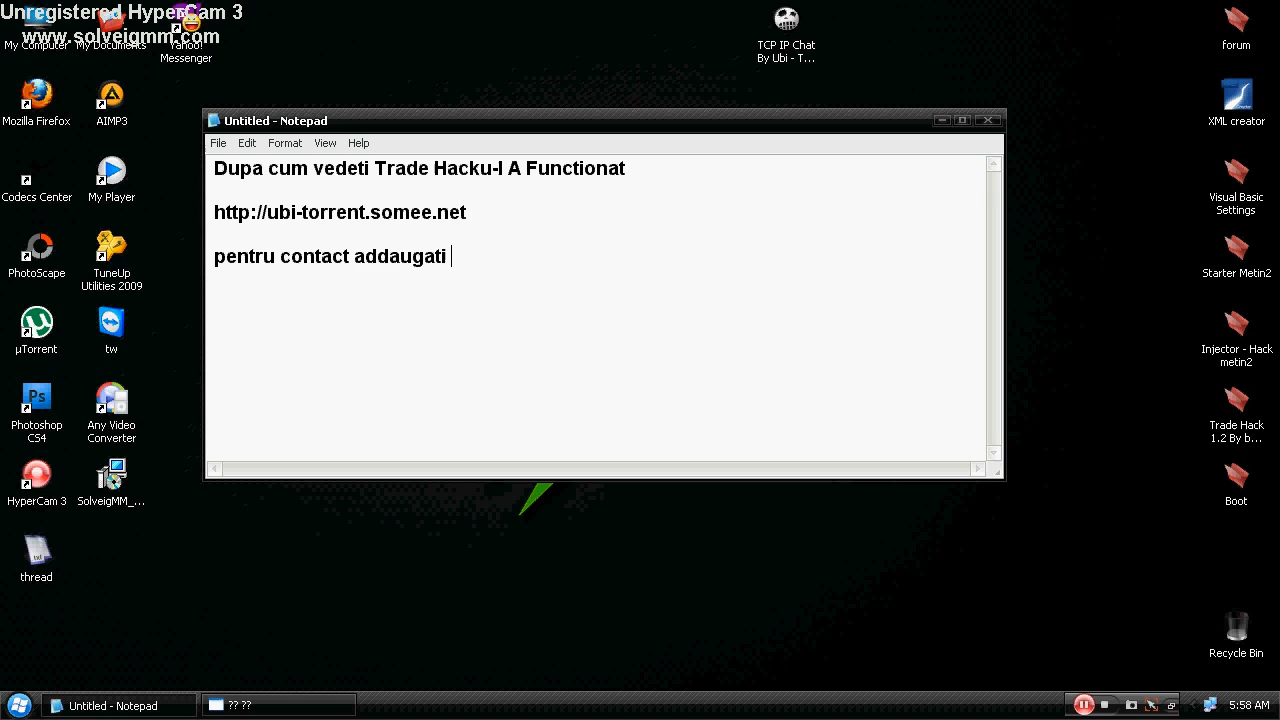 Unregistered HyperCam 3
www.solveigmm.com
My Computer
My Documents
Yahoo!
Messenger
TCP IP Chat
By Ubi - T...
forum
Mozilla Firefox
AIMP3
XML creator
Untitled - Notepad
File Edit Format View Help
Dupa cum vedeti Trade Hacku-l A Functionat
http://ubi-torrent.somee.net
pentru contact addaugati
Codecs Center
My Player
Visual Basic
Settings
PhotoScape
TuneUp
Utilities 2009
Starter Metin2
µTorrent
tw
Injector - Hack
metin2
Ps
Photoshop
CS4
Any Video
Converter
Trade Hack
1.2 By b...
HyperCam 3
SolveigMM_...
Boot
txt
thread
Recycle Bin
Untitled - Notepad
?? ??
5:58 AM